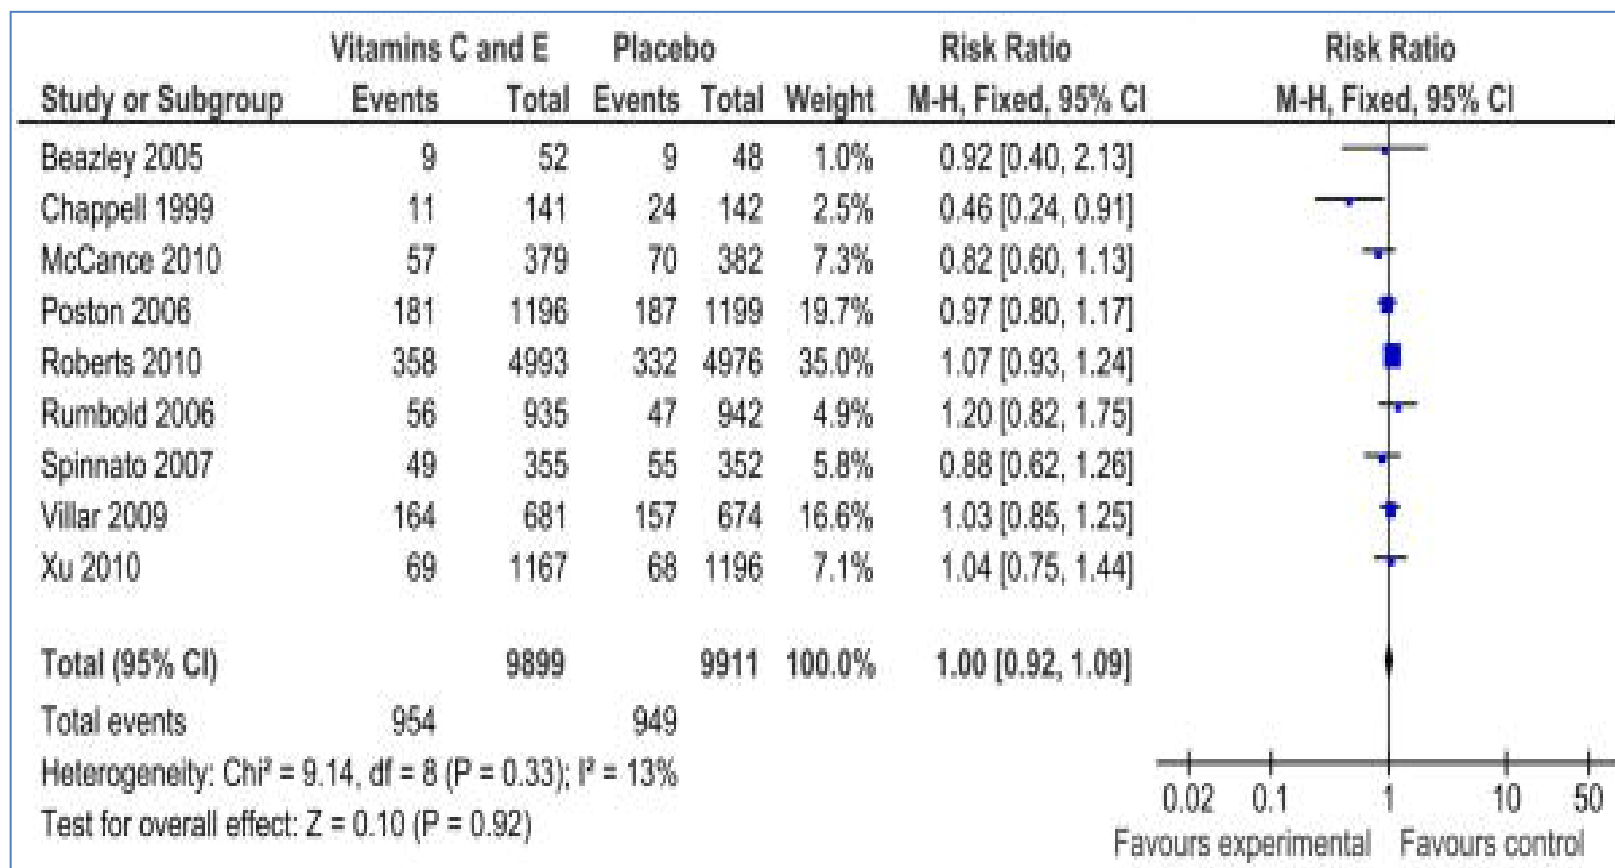 Vitamins C and E Placebo Risk Ratio Risk Ratio
Study or Subgroup Events Total Events Total Weight M-H, Fixed, 95% CI M-H, Fixed, 95% CI
Beazley 2005 9 52 9 48 1.0% 0.92 [0.40, 2.13]
Chappell 1999 11 141 24 142 2.5% 0.46 [0.24, 0.91]
McCance 2010 57 379 70 382 7.3% 0.82 [0.60, 1.13]
Poston 2006 181 1196 187 1199 19.7% 0.97 [0.80, 1.17]
Roberts 2010 358 4993 332 4976 35.0% 1.07 [0.93, 1.24]
Rumbold 2006 56 935 47 942 4.9% 1.20 [0.82, 1.75]
Spinnato 2007 49 355 55 352 5.8% 0.88 [0.62, 1.26]
Villar 2009 164 681 157 674 16.6% 1.03 [0.85, 1.25]
Xu 2010 69 1167 68 1196 7.1% 1.04 [0.75, 1.44]
Total (95% CI) 9899 9911 100.0% 1.00 [0.92, 1.09]
Total events 954 949
Heterogeneity: Chi² = 9.14, df = 8 (P = 0.33); I² = 13%
Test for overall effect: Z = 0.10 (P = 0.92)
0.02 0.1 1 10 50
Favours experimental Favours control